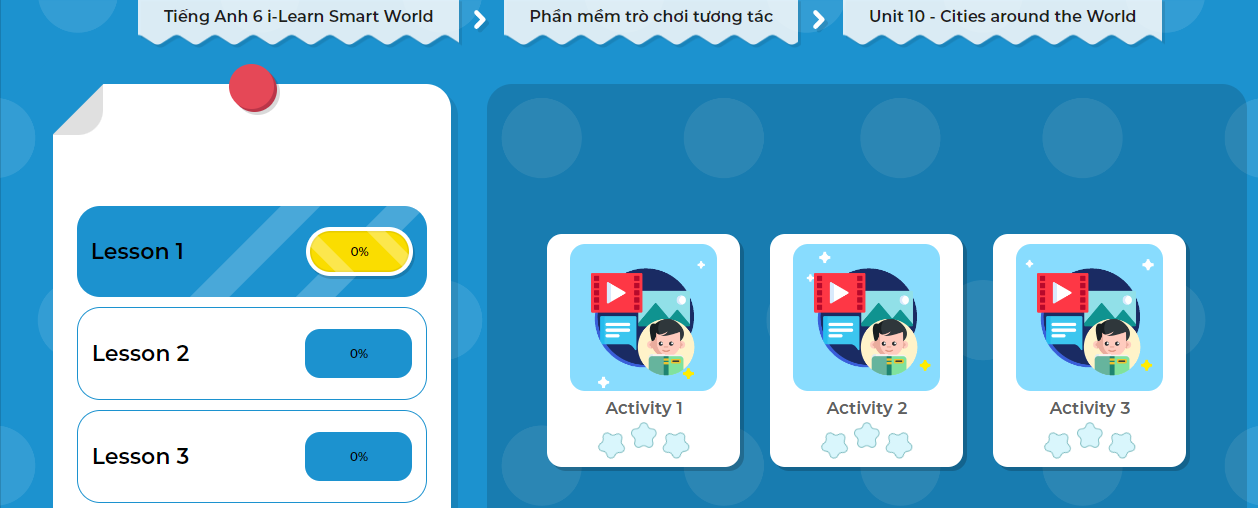 Tiếng Anh 6 i-Learn Smart World
Phần mềm trò chơi tương tác
Unit 10 - Cities around the World
Lesson 1
0%
Lesson 2
0%
Lesson 3
0%
Activity 1
Activity 2
Activity 3